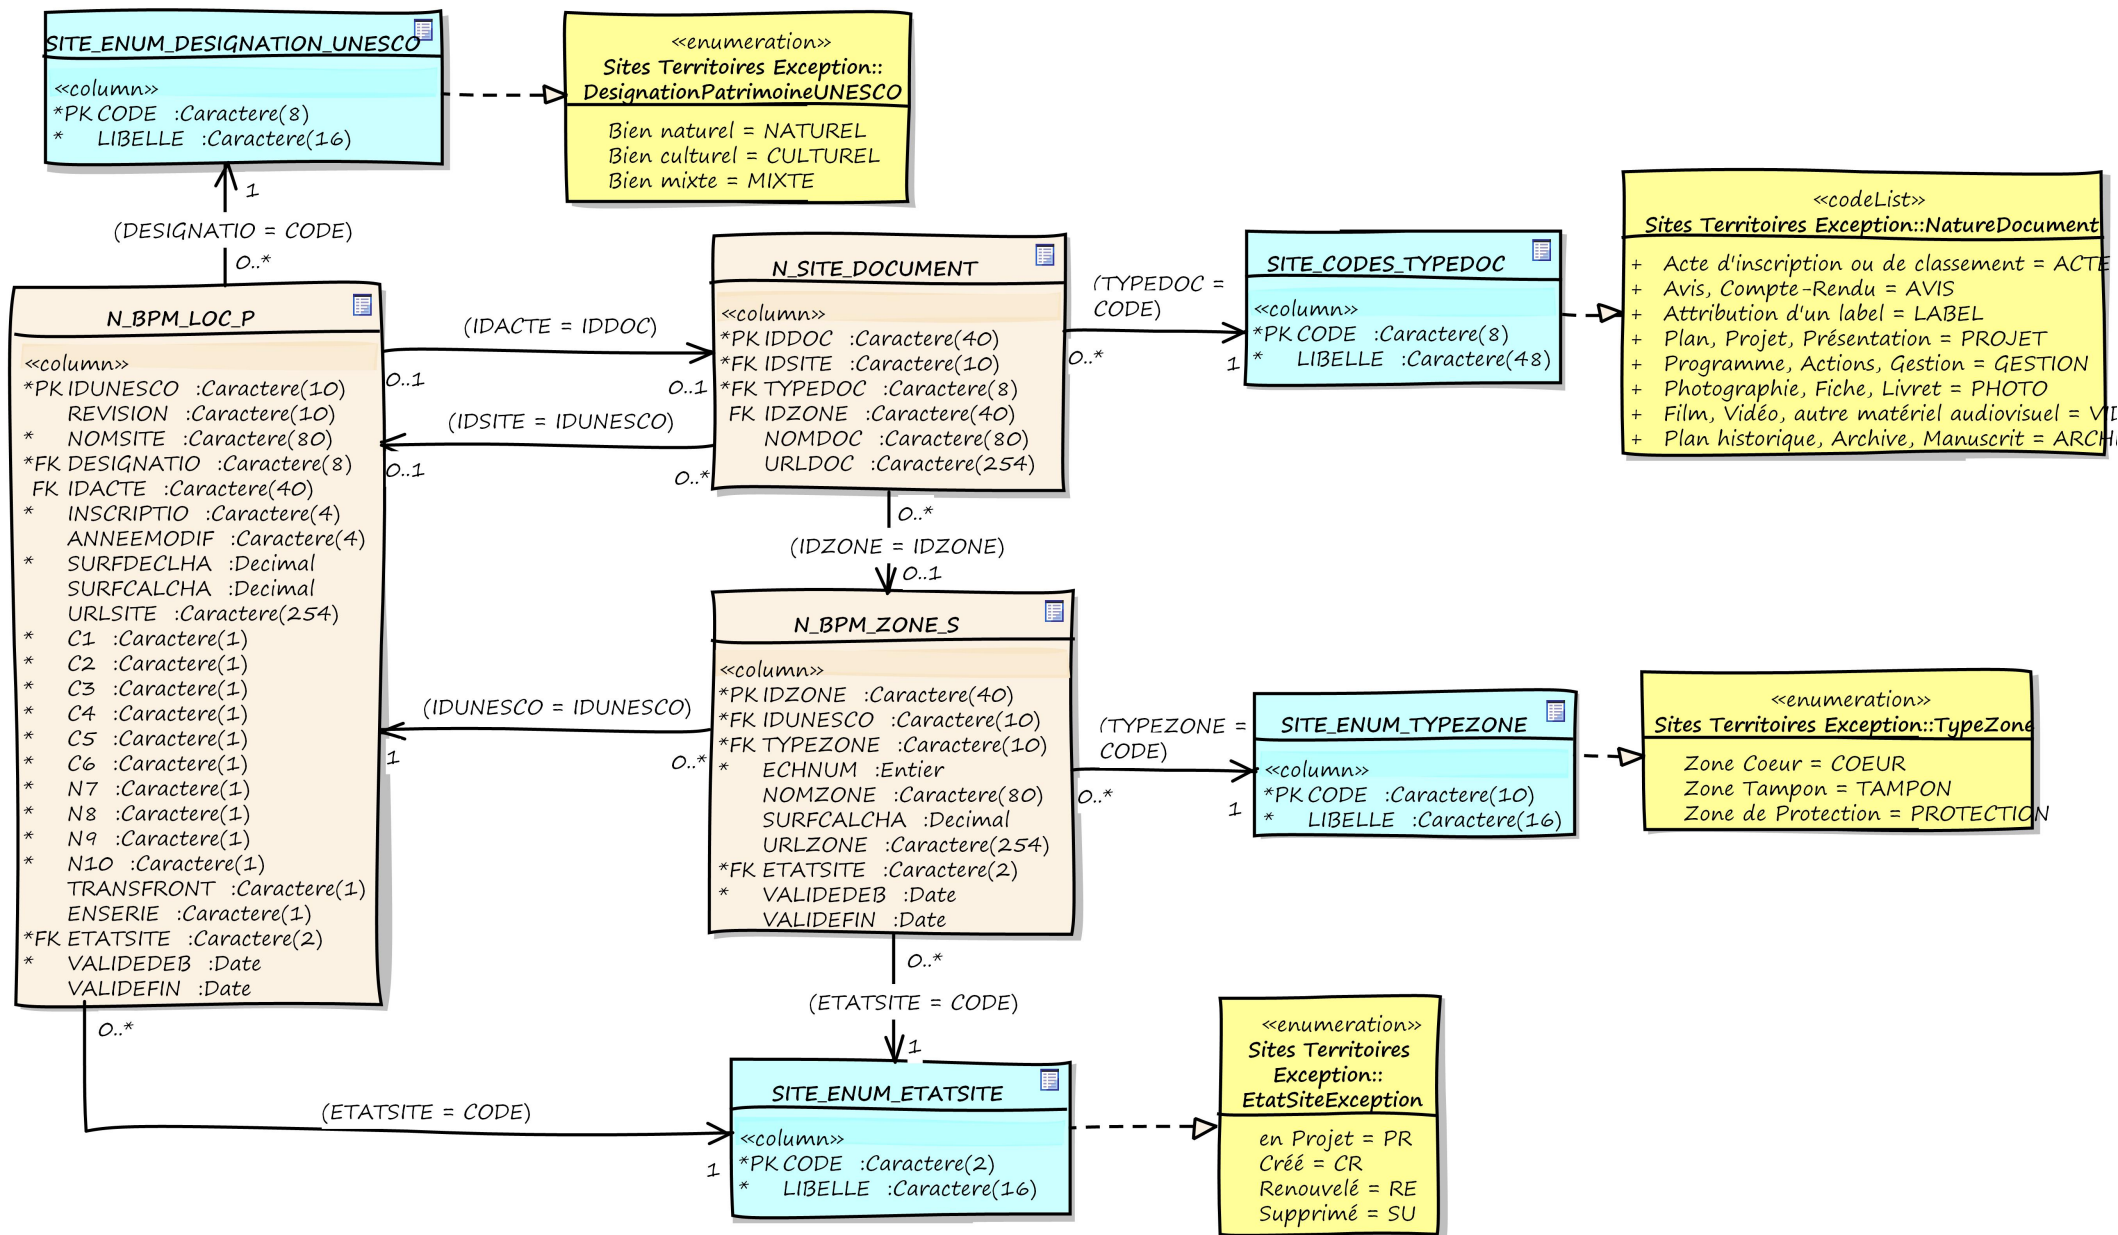 SITE_ENUM_DESIGNATION_UNESCO
«column»
*PK CODE :Caractere(8)
* LIBELLE :Caractere(16)
«enumeration»
Sites Territoires Exception::
DesignationPatrimoineUNESCO
Bien naturel = NATUREL
Bien culturel = CULTUREL
Bien mixte = MIXTE
1
(DESIGNATIO = CODE)
0..*
N_BPM_LOC_P
«column»
*PK IDUNESCO :Caractere(10)
REVISION :Caractere(10)
* NOMSITE :Caractere(80)
*FK DESIGNATIO :Caractere(8)
FK IDACTE :Caractere(40)
* INSCRIPTIO :Caractere(4)
ANNEEMODIF :Caractere(4)
* SURFDECLHA :Decimal
SURFCALCHA :Decimal
URLSITE :Caractere(254)
* C1 :Caractere(1)
* C2 :Caractere(1)
* C3 :Caractere(1)
* C4 :Caractere(1)
* C5 :Caractere(1)
* C6 :Caractere(1)
* N7 :Caractere(1)
* N8 :Caractere(1)
* N9 :Caractere(1)
* N10 :Caractere(1)
TRANSFRONT :Caractere(1)
ENSERIE :Caractere(1)
*FK ETATSITE :Caractere(2)
* VALIDEDEB :Date
VALIDEFIN :Date
(IDACTE = IDDOC)
0..1
0..1
(IDSITE = IDUNESCO)
0..1
0..*
N_SITE_DOCUMENT
«column»
*PK IDDOC :Caractere(40)
*FK IDSITE :Caractere(10)
*FK TYPEDOC :Caractere(8)
FK IDZONE :Caractere(40)
NOMDOC :Caractere(80)
URLDOC :Caractere(254)
(TYPEDOC =
CODE)
0..*
1
SITE_CODES_TYPEDOC
«column»
*PK CODE :Caractere(8)
* LIBELLE :Caractere(48)
«codeList»
Sites Territoires Exception::NatureDocument
+ Acte d'inscription ou de classement = ACTE
+ Avis, Compte-Rendu = AVIS
+ Attribution d'un label = LABEL
+ Plan, Projet, Présentation = PROJET
+ Programme, Actions, Gestion = GESTION
+ Photographie, Fiche, Livret = PHOTO
+ Film, Vidéo, autre matériel audiovisuel =
+ Plan historique, Archive, Manuscrit =
0..*
(IDZONE = IDZONE)
0..1
N_BPM_ZONE_S
«column»
*PK IDZONE :Caractere(40)
*FK IDUNESCO :Caractere(10)
*FK TYPEZONE :Caractere(10)
* ECHNUM :Entier
NOMZONE :Caractere(80)
SURFCALCHA :Decimal
URLZONE :Caractere(254)
*FK ETATSITE :Caractere(2)
* VALIDEDEB :Date
VALIDEFIN :Date
(IDUNESCO = IDUNESCO)
1
0..*
(TYPEZONE =
CODE)
0..*
1
SITE_ENUM_TYPEZONE
«column»
*PK CODE :Caractere(10)
* LIBELLE :Caractere(16)
«enumeration»
Sites Territoires Exception::TypeZone
Zone Coeur = COEUR
Zone Tampon = TAMPON
Zone de Protection = PROTECTION
0..*
(ETATSITE = CODE)
1
0..*
(ETATSITE = CODE)
1
SITE_ENUM_ETATSITE
«column»
*PK CODE :Caractere(2)
* LIBELLE :Caractere(16)
«enumeration»
Sites Territoires
Exception::
EtatSiteException
en Projet = PR
Créé = CR
Renouvelé = RE
Supprimé = SU